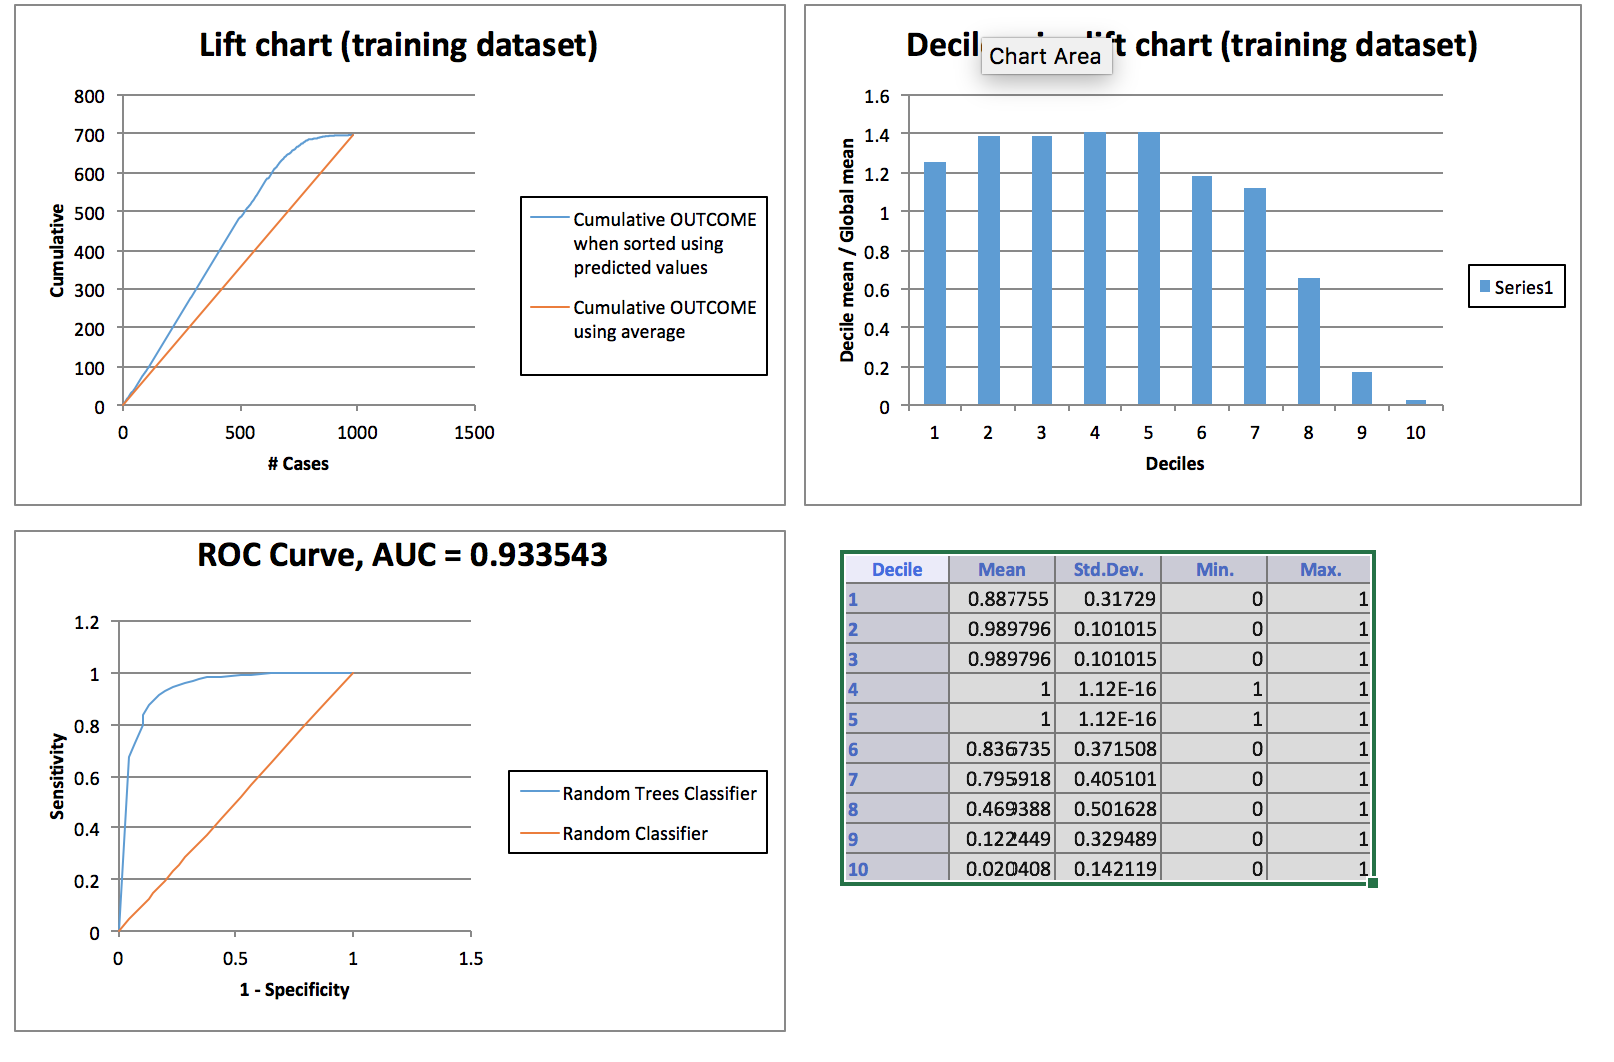 Lift chart (training dataset)
800
700
600
500
400
300
200
100
0
Cumulative
0 500 1000 1500
# Cases
Cumulative OUTCOME
when sorted using
predicted values
Cumulative OUTCOME
using average
lift chart (training dataset)
Chart Area
1.6
1.4
1.2
1
0.8
0.6
0.4
0.2
0
Decile mean / Global mean
1 2 3 4 5 6 7 8 9 10
Deciles
Series1
ROC Curve, AUC = 0.933543
1.2
1
0.8
0.6
0.4
0.2
0
Sensitivity
0 0.5 1 1.5
1 - Specificity
Random Trees Classifier
Random Classifier
Decile Mean Std.Dev. Min. Max.
1 0.887755 0.31729 0 1
2 0.989796 0.101015 0 1
3 0.989796 0.101015 0 1
4 1 1.12E-16 1 1
5 1 1.12E-16 1 1
6 0.836735 0.371508 0 1
7 0.795918 0.405101 0 1
8 0.469388 0.501628 0 1
9 0.122449 0.329489 0 1
10 0.020408 0.142119 0 1